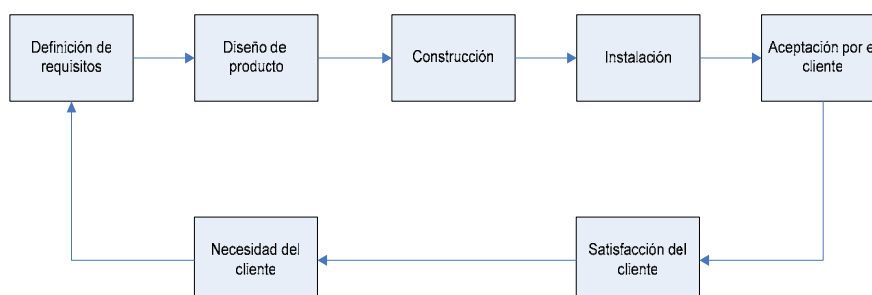 Definición de
requisitos
Diseño de
producto
Construcción
Instalación
Aceptación por e
cliente
Necesidad del
cliente
Satisfacción del
cliente